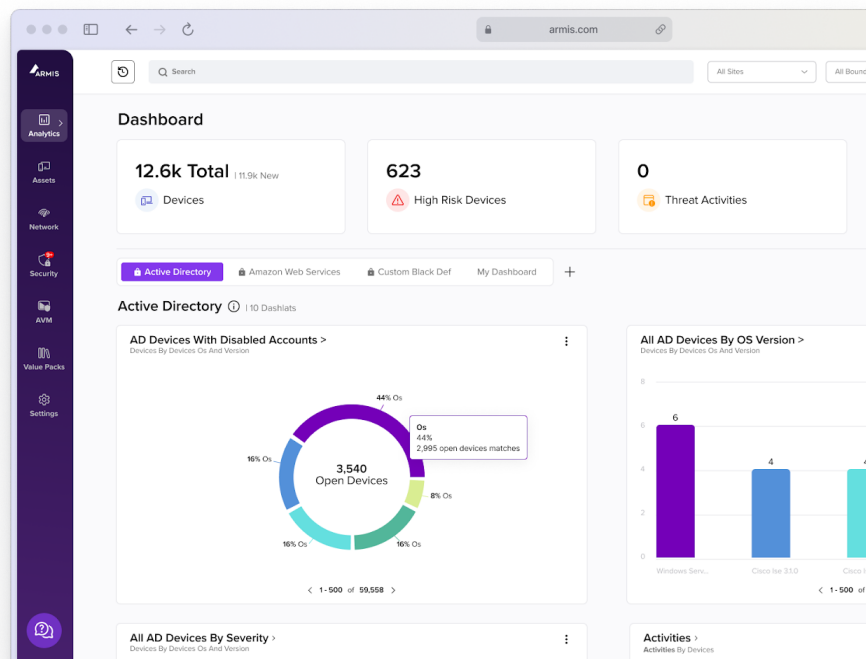 armis.com
ARMIS
Search
All Sites
All Bound
Analytics
Assets
Network
9+
Security
AVM
Value Packs
Settings
Dashboard
12.6k Total | 11.9k New
Devices
623
High Risk Devices
0
Threat Activities
Active Directory
Amazon Web Services
Custom Black Def
My Dashboard
Active Directory | 10 Dashlats
AD Devices With Disabled Accounts >
Devices By Devices Os And Version
44% Os
Os
44%
2,995 open devices matches
16% Os
3,540
Open Devices
8% Os
16% Os
16% Os
< 1 - 500 of 59,558 >
All AD Devices By OS Version >
Devices By Devices Os And Version
8
6
4
2
0
6
4
4
Windows Serv...
Cisco Ise 3.1.0
Cisco I
< 1 - 500 of
All AD Devices By Severity >
Devices By Devices Os And Version
Activities >
Activities By Devices